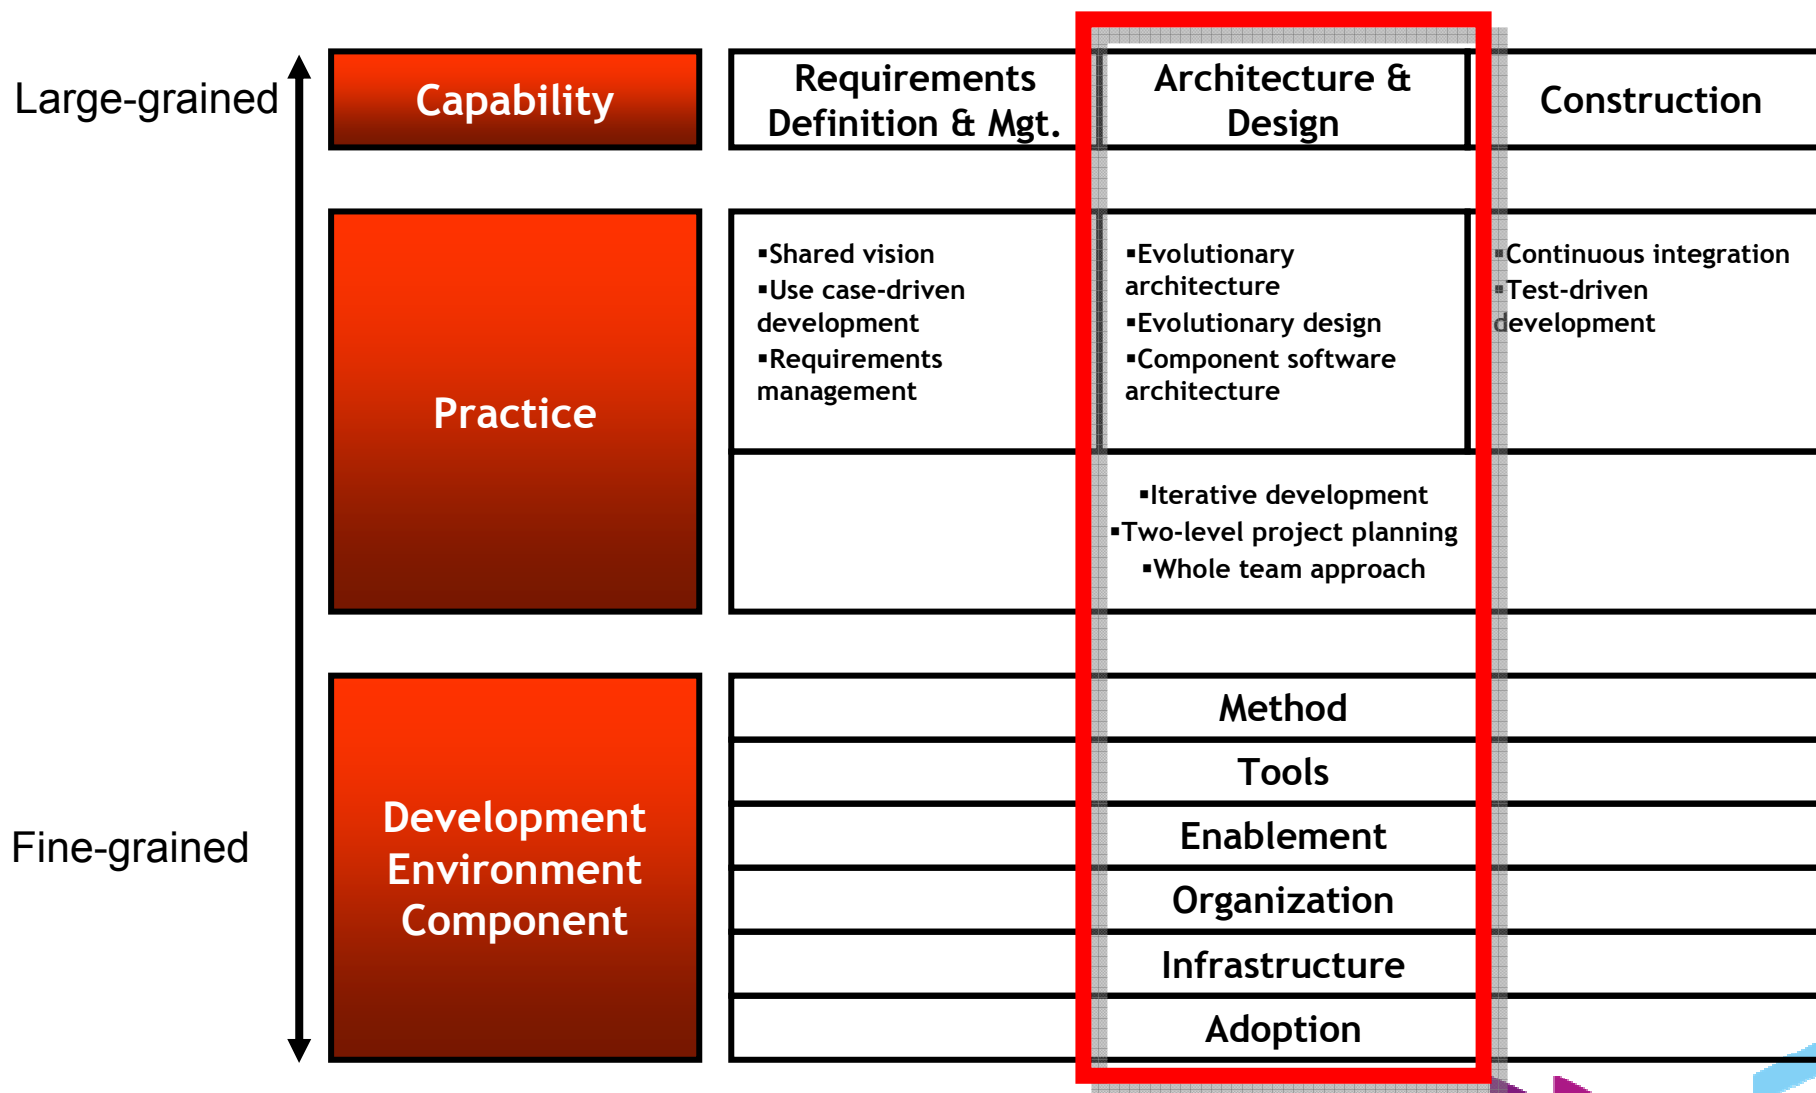 Large-grained
Capability
Requirements
Definition & Mgt.
Architecture &
Design
Construction
Practice
▪Shared vision
▪Use case-driven
development
▪Requirements
management
▪Evolutionary
architecture
▪Evolutionary design
▪Component software
architecture
▪Continuous integration
▪Test-driven
development
▪Iterative development
▪Two-level project planning
▪Whole team approach
Fine-grained
Development
Environment
Component
Method
Tools
Enablement
Organization
Infrastructure
Adoption